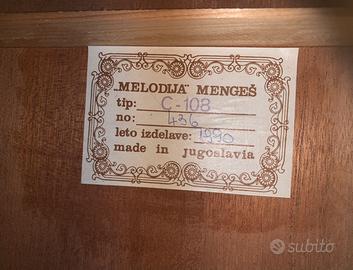 „MELODIJA” MENGEŠ
tip: C-108
no: 436
leto izdelave: 1990
made in jugoslavia
subito